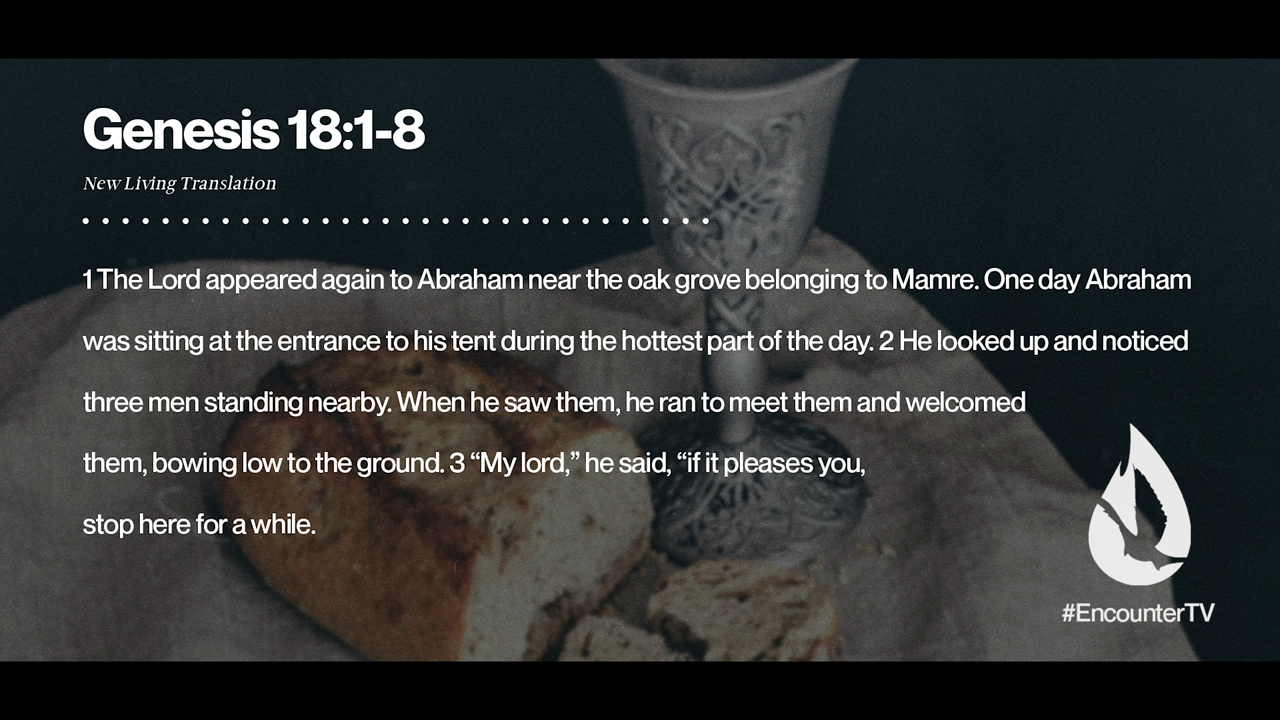 Genesis 18:1-8
New Living Translation
1 The Lord appeared again to Abraham near the oak grove belonging to Mamre. One day Abraham
was sitting at the entrance to his tent during the hottest part of the day. 2 He looked up and noticed
three men standing nearby. When he saw them, he ran to meet them and welcomed
them, bowing low to the ground. 3 “My lord,” he said, “if it pleases you,
stop here for a while.
#EncounterTV